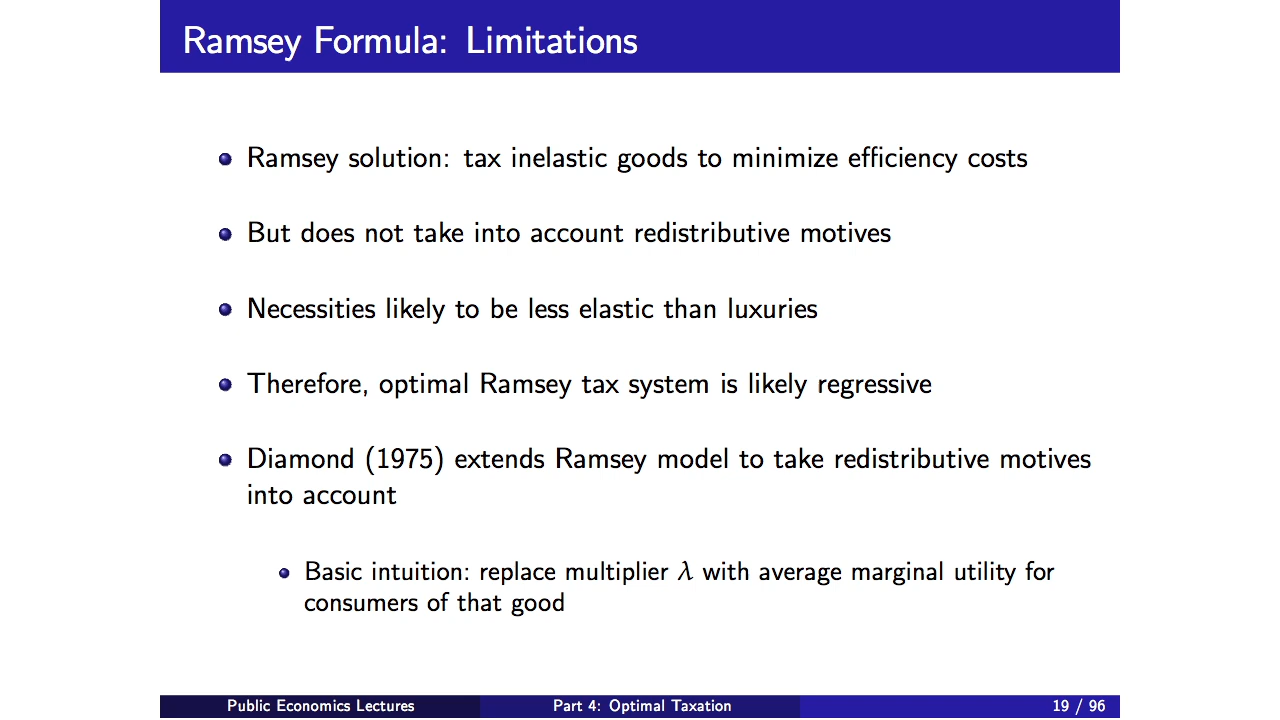 Ramsey Formula: Limitations
Ramsey solution: tax inelastic goods to minimize efficiency costs
But does not take into account redistributive motives
Necessities likely to be less elastic than luxuries
Therefore, optimal Ramsey tax system is likely regressive
Diamond (1975) extends Ramsey model to take redistributive motives
into account
Basic intuition: replace multiplier λ with average marginal utility for
consumers of that good
Public Economics Lectures
Part 4: Optimal Taxation
19 / 96